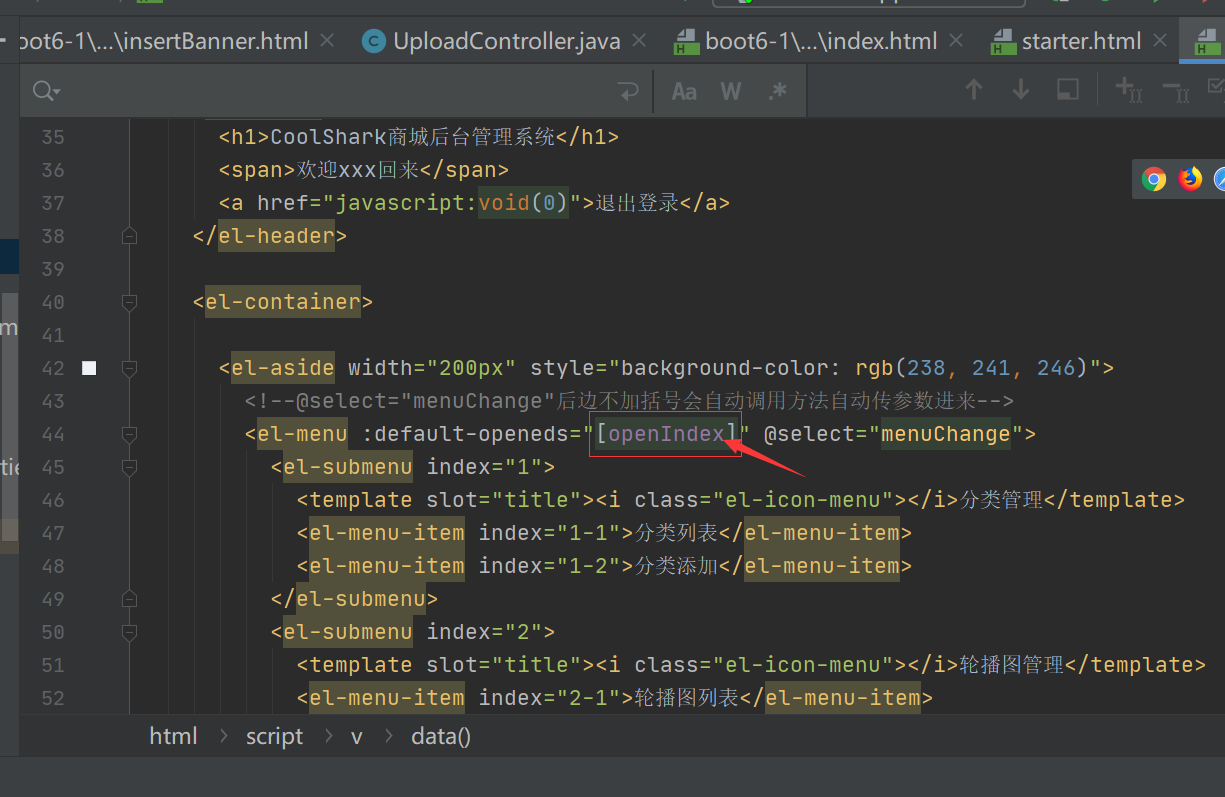 oot6-1\...\insertBanner.html
UploadController.java
boot6-1\...\index.html
starter.html
Aa W .*
35 <h1>CoolShark商城后台管理系统</h1>
36 <span>欢迎xxx回来</span>
37 <a href="javascript:void(0)">退出登录</a>
38 </el-header>
39
40 <el-container>
41
42 <el-aside width="200px" style="background-color: rgb(238, 241, 246)">
43 <!--@select="menuChange"后边不加括号会自动调用方法自动传参数进来-->
44 <el-menu :default-openeds="[openIndex]" @select="menuChange">
45 <el-submenu index="1">
46 <template slot="title"><i class="el-icon-menu"></i>分类管理</template>
47 <el-menu-item index="1-1">分类列表</el-menu-item>
48 <el-menu-item index="1-2">分类添加</el-menu-item>
49 </el-submenu>
50 <el-submenu index="2">
51 <template slot="title"><i class="el-icon-menu"></i>轮播图管理</template>
52 <el-menu-item index="2-1">轮播图列表</el-menu-item>
html > script > v > data()